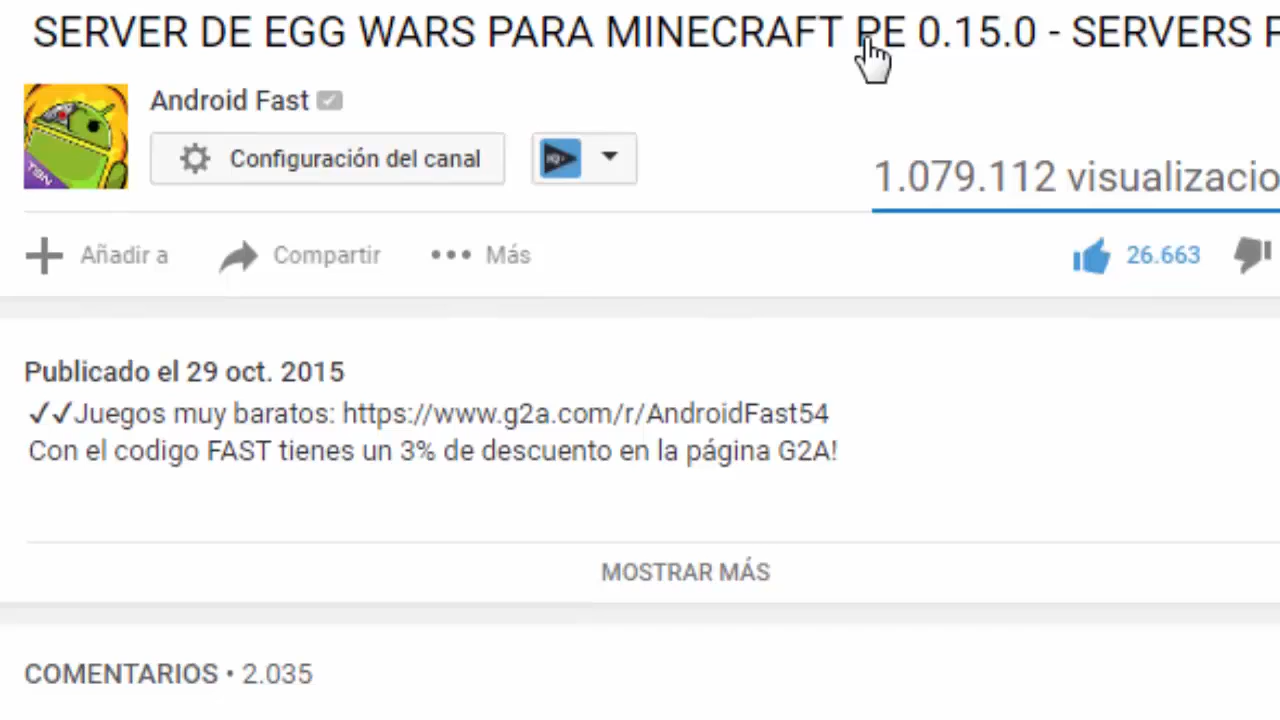 SERVER DE EGG WARS PARA MINECRAFT PE 0.15.0 - SERVERS P
Android Fast
TGN
Configuración del canal
1.079.112 visualizacio
Añadir a
Compartir
Más
26.663
Publicado el 29 oct. 2015
✓✓Juegos muy baratos: https://www.g2a.com/r/AndroidFast54
Con el codigo FAST tienes un 3% de descuento en la página G2A!
MOSTRAR MÁS
COMENTARIOS • 2.035